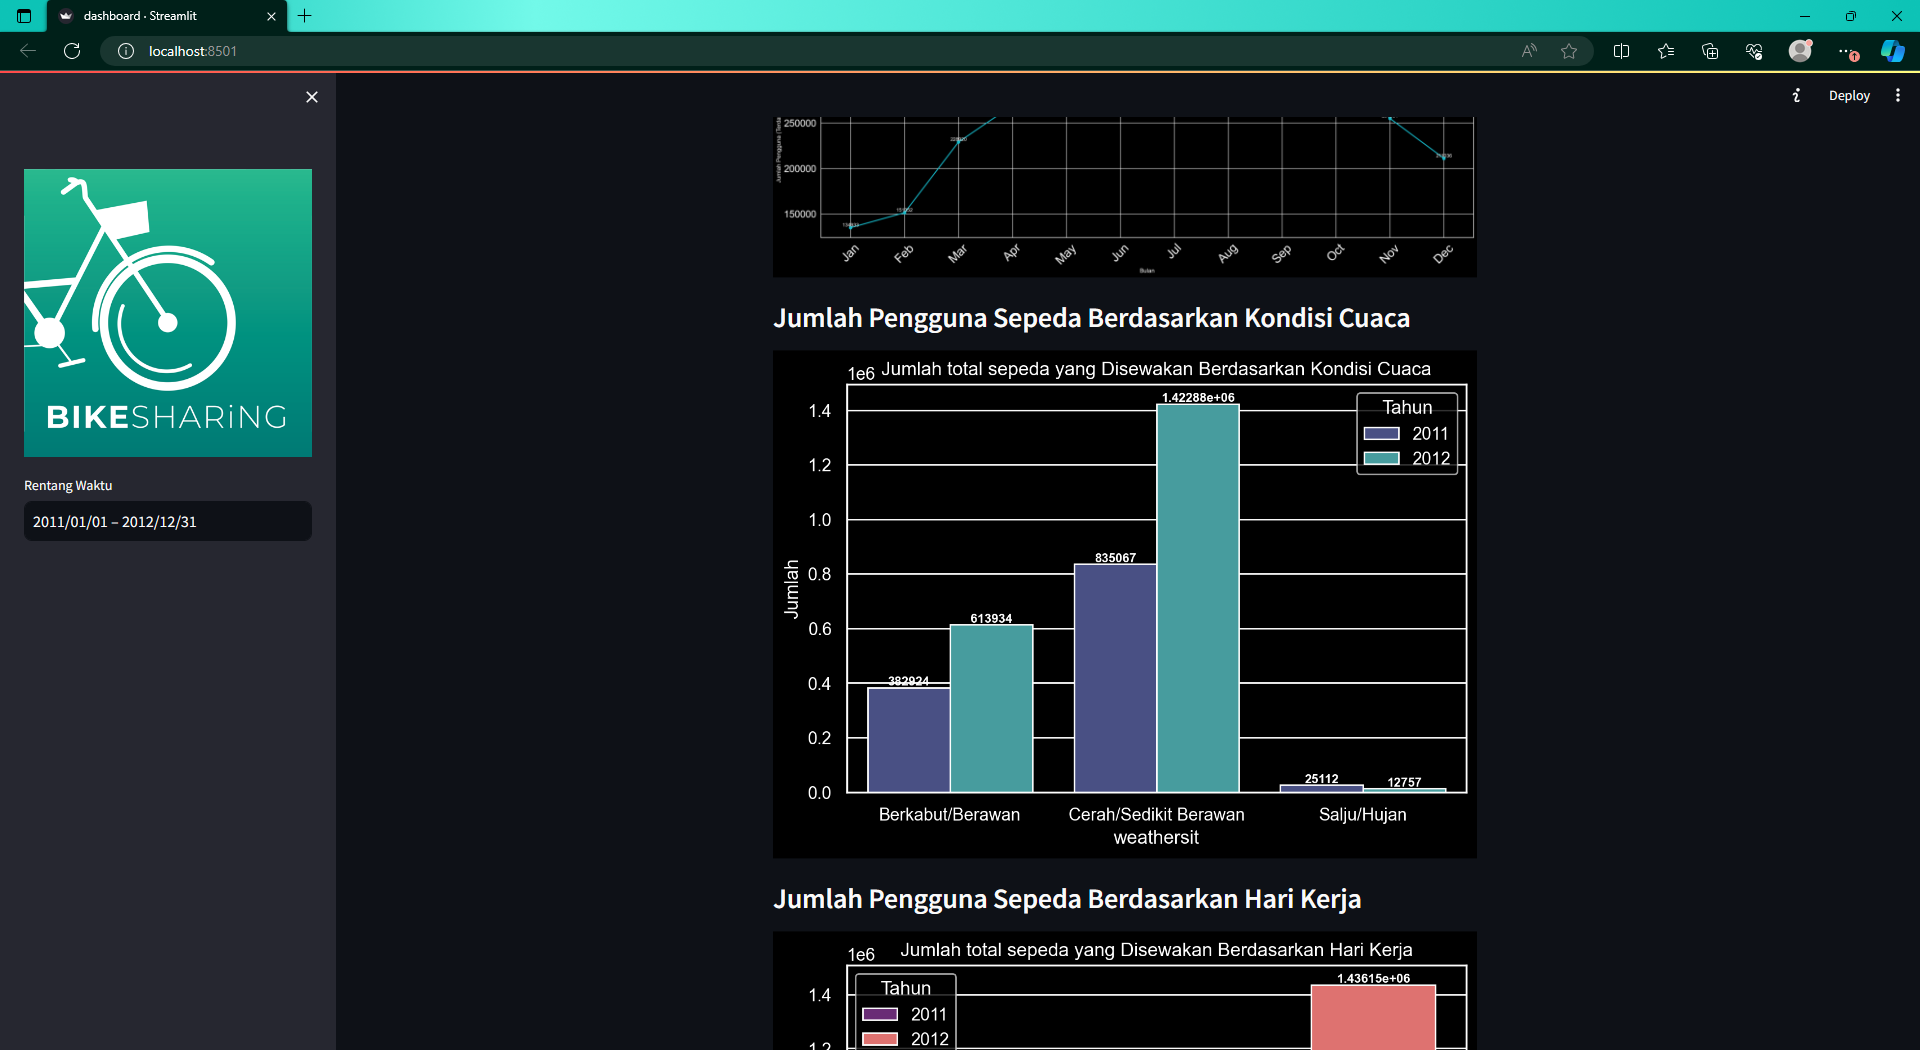 dashboard · Streamlit
localhost:8501
Deploy
BIKESHARiNG
Rentang Waktu
2011/01/01 – 2012/12/31
250000
200000
150000
Jan Feb Mar Apr May Jun Jul Aug Sep Oct Nov Dec
Bulan
Jumlah Pengguna Sepeda Berdasarkan Kondisi Cuaca
1e6 Jumlah total sepeda yang Disewakan Berdasarkan Kondisi Cuaca
Tahun
2011
2012
1.4
1.2
1.0
0.8
0.6
0.4
0.2
0.0
Jumlah
382924
613934
835067
1.42288e+06
25112
12757
Berkabut/Berawan Cerah/Sedikit Berawan Salju/Hujan
weathersit
Jumlah Pengguna Sepeda Berdasarkan Hari Kerja
1e6 Jumlah total sepeda yang Disewakan Berdasarkan Hari Kerja
1.43615e+06
Tahun
2011
2012
1.4
1.2